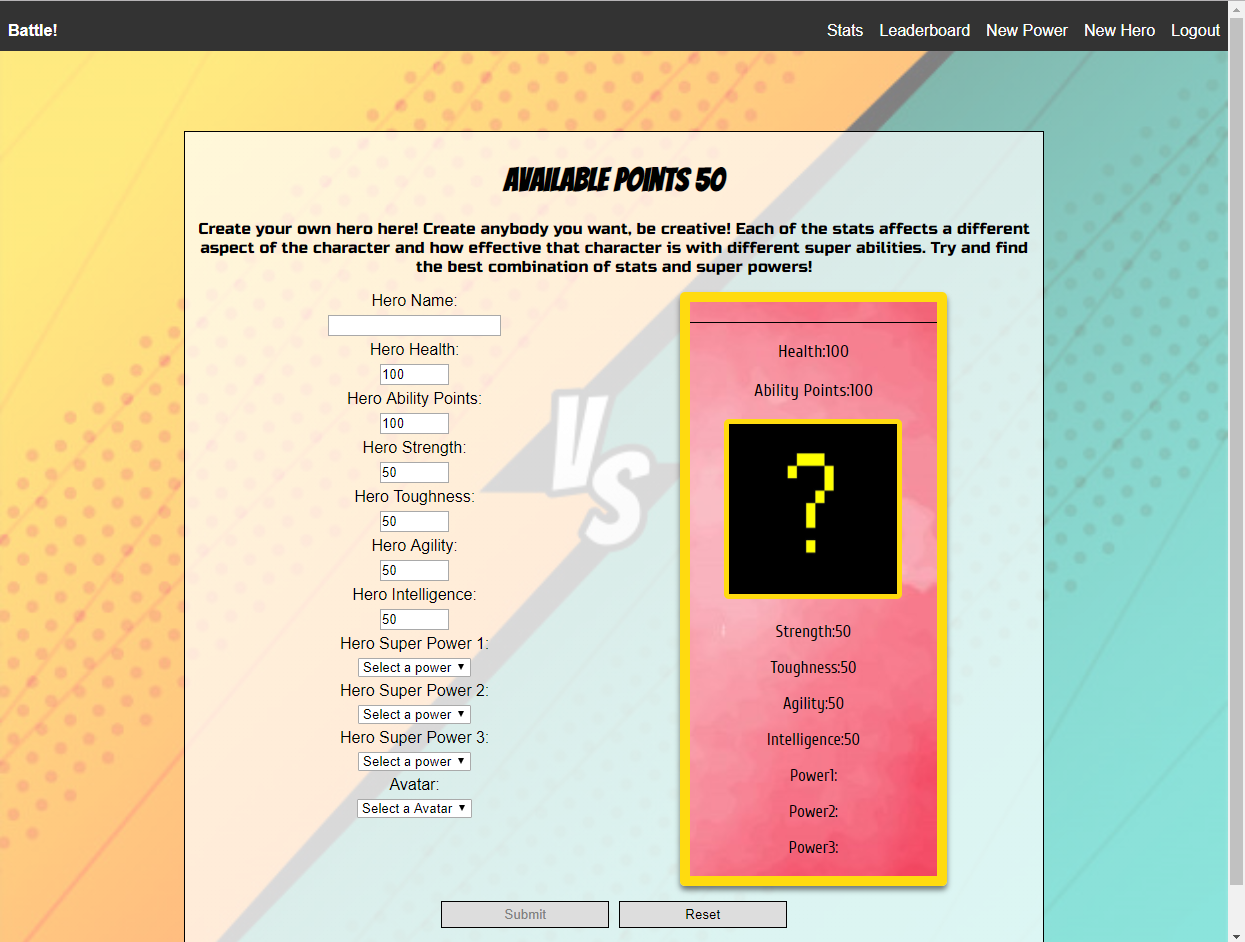 Battle!
Stats Leaderboard New Power New Hero Logout
AVAILABLE POINTS 50
Create your own hero here! Create anybody you want, be creative! Each of the stats affects a different
aspect of the character and how effective that character is with different super abilities. Try and find
the best combination of stats and super powers!
Hero Name:
Hero Health:
100
Hero Ability Points:
100
Hero Strength:
50
Hero Toughness:
50
Hero Agility:
50
Hero Intelligence:
50
Hero Super Power 1:
Select a power
Hero Super Power 2:
Select a power
Hero Super Power 3:
Select a power
Avatar:
Select a Avatar
VS
Health:100
Ability Points:100
?
Strength:50
Toughness:50
Agility:50
Intelligence:50
Power1:
Power2:
Power3:
Submit
Reset